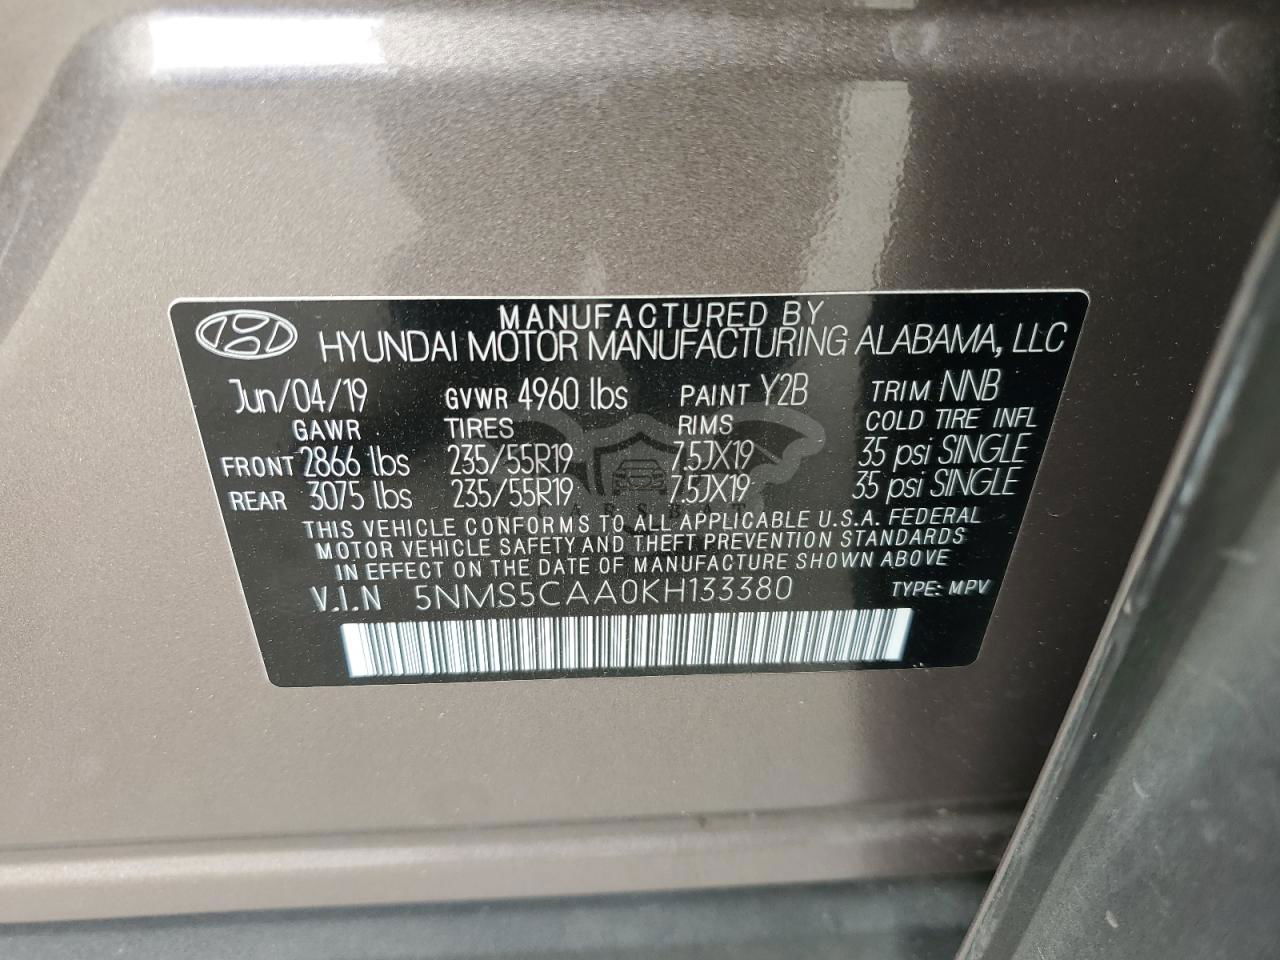 MANUFACTURED BY
HYUNDAI MOTOR MANUFACTURING ALABAMA, LLC
Jun/04/19 GVWR 4960 lbs PAINT Y2B TRIM NNB
GAWR TIRES RIMS COLD TIRE INFL
FRONT 2866 lbs 235/55R19 7.5JX19 35 psi SINGLE
REAR 3075 lbs 235/55R19 7.5JX19 35 psi SINGLE
THIS VEHICLE CONFORMS TO ALL APPLICABLE U.S.A. FEDERAL
MOTOR VEHICLE SAFETY AND THEFT PREVENTION STANDARDS
IN EFFECT ON THE DATE OF MANUFACTURE SHOWN ABOVE
V.I.N 5NMS5CAA0KH133380 TYPE: MPV